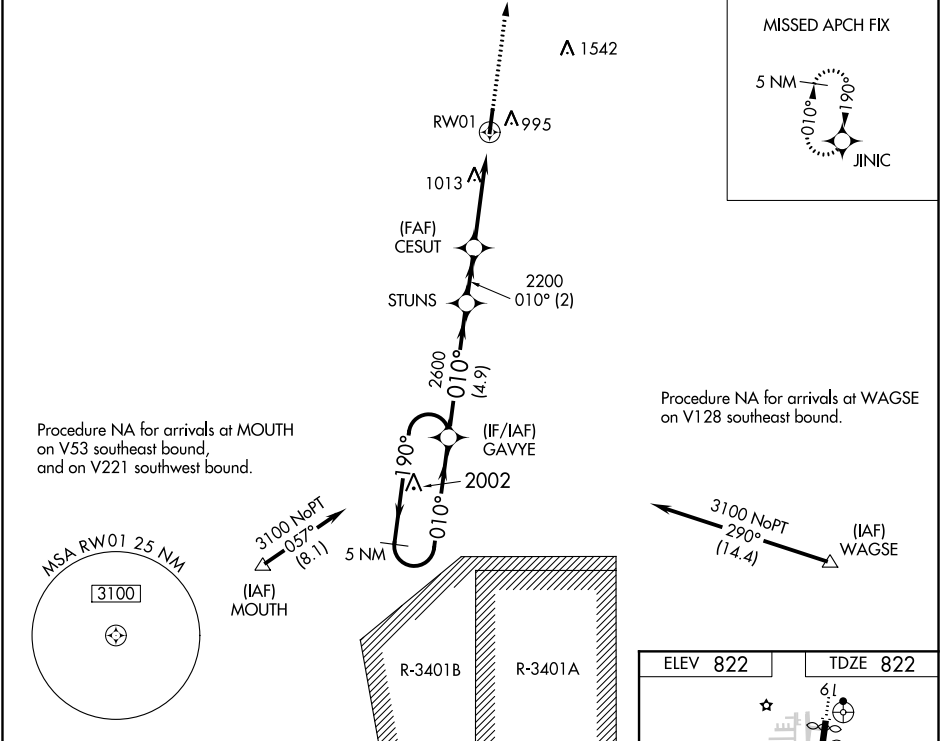 MISSED APCH FIX
1542
5 NM
010°
190°
JINIC
RW01
995
1013
(FAF)
CESUT
2200
010° (2)
STUNS
2600
010°
(4.9)
Procedure NA for arrivals at WAGSE
on V128 southeast bound.
Procedure NA for arrivals at MOUTH
on V53 southeast bound,
and on V221 southwest bound.
(IF/IAF)
GAVYE
190°
2002
010°
5 NM
3100 NoPT
057°
(8.1)
(IAF)
MOUTH
3100 NoPT
290°
(14.4)
(IAF)
WAGSE
MSA RW01 25 NM
3100
R-3401B
R-3401A
ELEV 822
TDZE 822
19